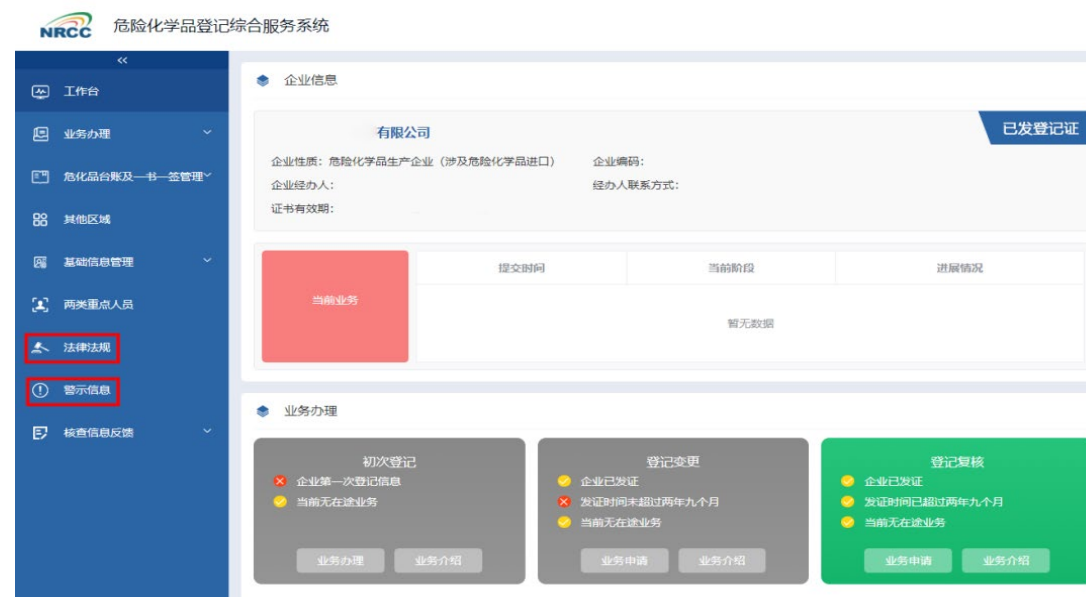 NRCC 危险化学品登记综合服务系统
<<
工作台
业务办理
危化品台账及一书一签管理
其他区域
基础信息管理
两类重点人员
法律法规
警示信息
核查信息反馈
企业信息
有限公司
已发登记证
企业性质：危险化学品生产企业（涉及危险化学品进口） 企业编码：
企业经办人： 经办人联系方式：
证书有效期：
当前业务
提交时间 当前阶段 进展情况
暂无数据
业务办理
初次登记
企业第一次登记信息
当前无在途业务
业务办理 业务介绍
登记变更
企业已发证
发证时间未超过两年九个月
当前无在途业务
业务申请 业务介绍
登记复核
企业已发证
发证时间已超过两年九个月
当前无在途业务
业务申请 业务介绍